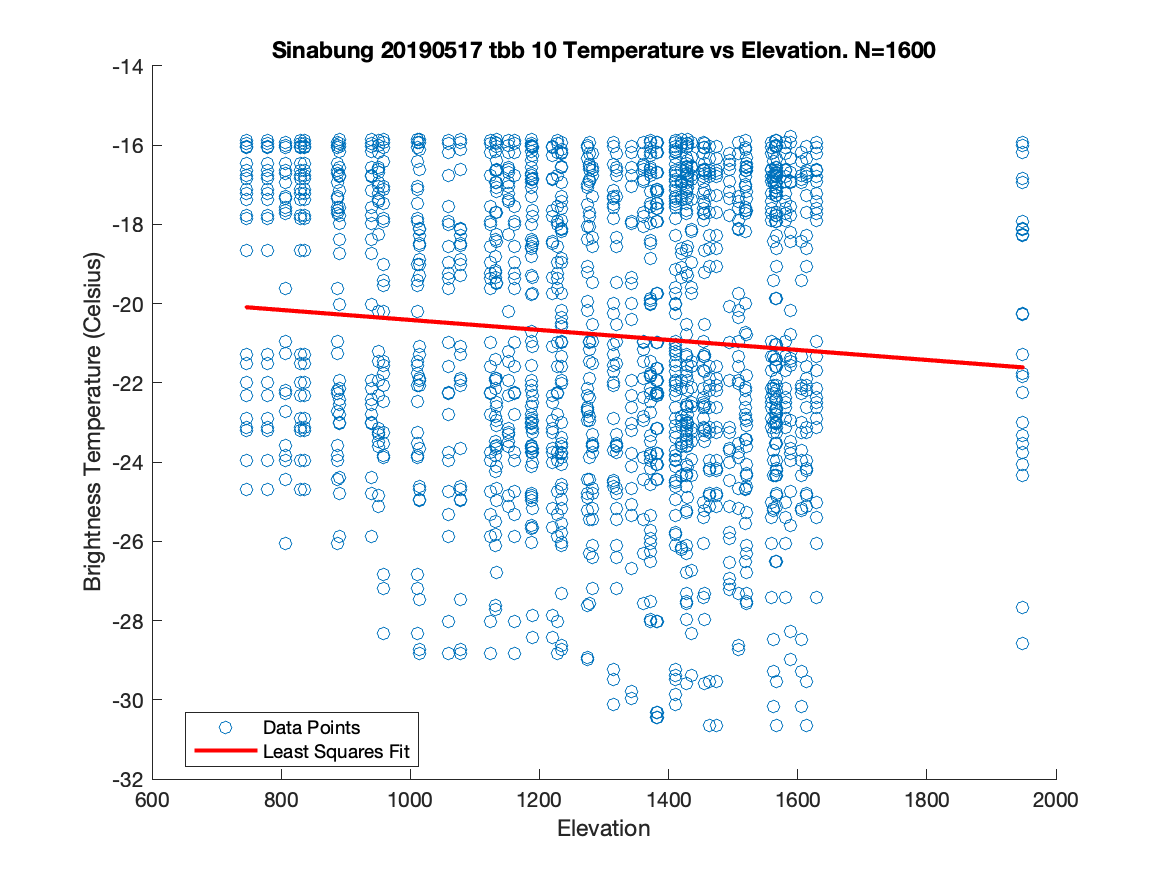 Sinabung 20190517 tbb 10 Temperature vs Elevation. N=1600
-14
-16
-18
-20
-22
-24
-26
-28
-30
-32
Brightness Temperature (Celsius)
Data Points
Least Squares Fit
600 800 1000 1200 1400 1600 1800 2000
Elevation